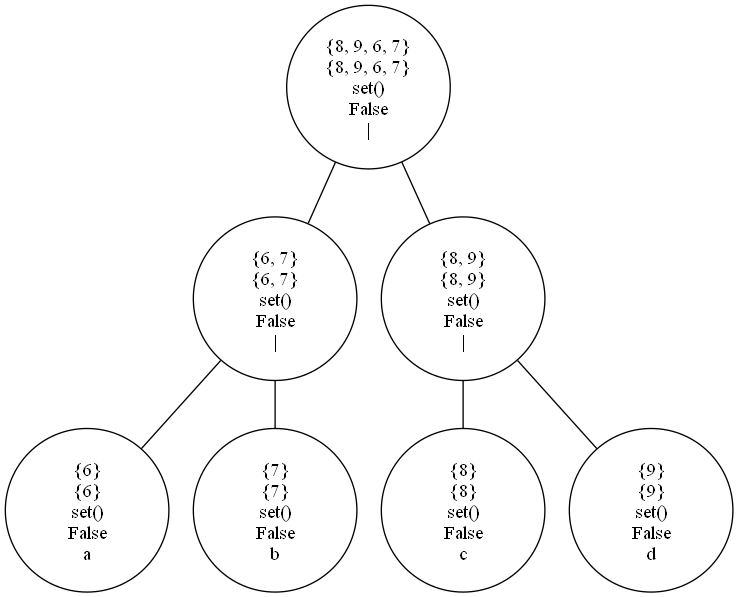 {8, 9, 6, 7}
{8, 9, 6, 7}
set()
False
|
{6, 7}
{6, 7}
set()
False
|
{8, 9}
{8, 9}
set()
False
|
{6}
{6}
set()
False
a
{7}
{7}
set()
False
b
{8}
{8}
set()
False
c
{9}
{9}
set()
False
d